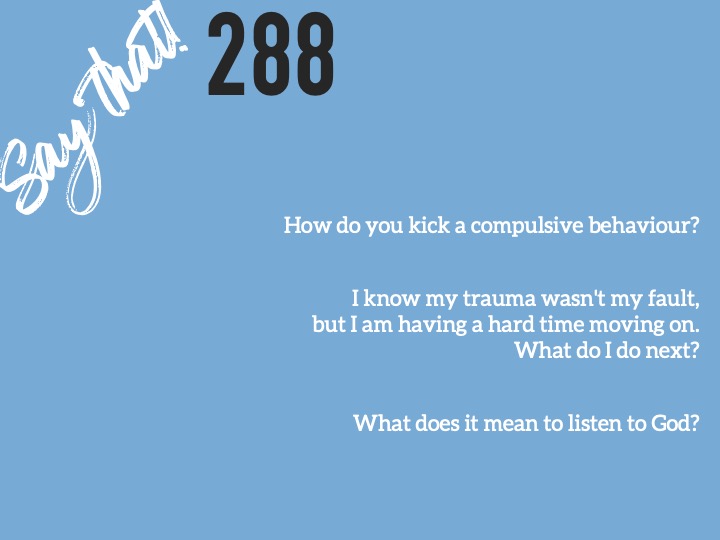 Say that!
288
How do you kick a compulsive behaviour?
I know my trauma wasn't my fault,
but I am having a hard time moving on.
What do I do next?
What does it mean to listen to God?